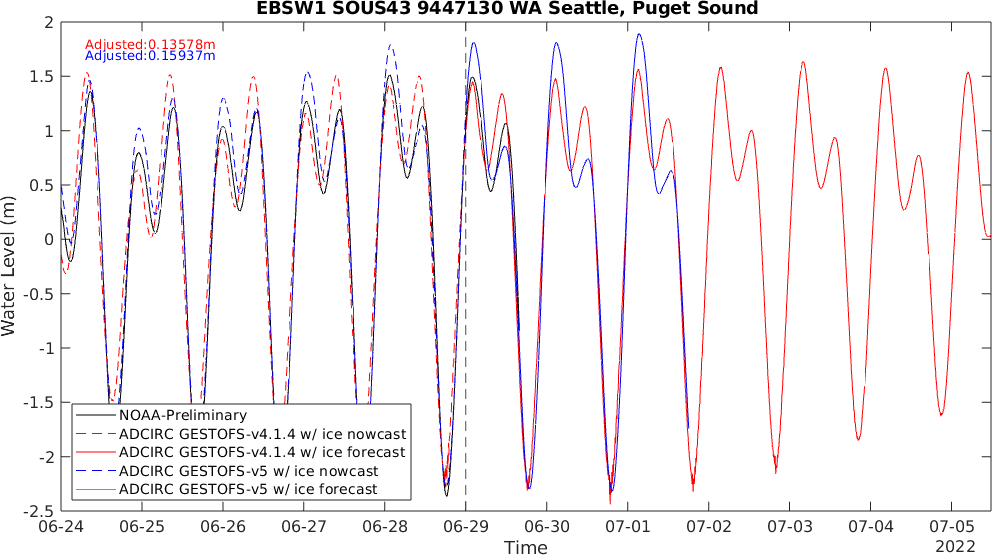 EBSW1 SOUS43 9447130 WA Seattle, Puget Sound
Adjusted:0.13578m
Adjusted:0.15937m
Water Level (m)
2
1.5
1
0.5
0
-0.5
-1
-1.5
-2
-2.5
NOAA-Preliminary
ADCIRC GESTOFS-v4.1.4 w/ ice nowcast
ADCIRC GESTOFS-v4.1.4 w/ ice forecast
ADCIRC GESTOFS-v5 w/ ice nowcast
ADCIRC GESTOFS-v5 w/ ice forecast
06-24 06-25 06-26 06-27 06-28 06-29 06-30 07-01 07-02 07-03 07-04 07-05
Time
2022